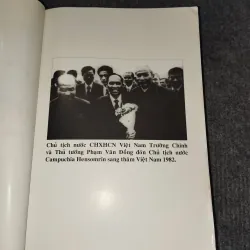 Chủ tịch nước CHXHCN Việt Nam Trường Chinh
và Thủ tướng Phạm Văn Đồng đón Chủ tịch nước
Campuchia Hensomrin sang thăm Việt Nam 1982.